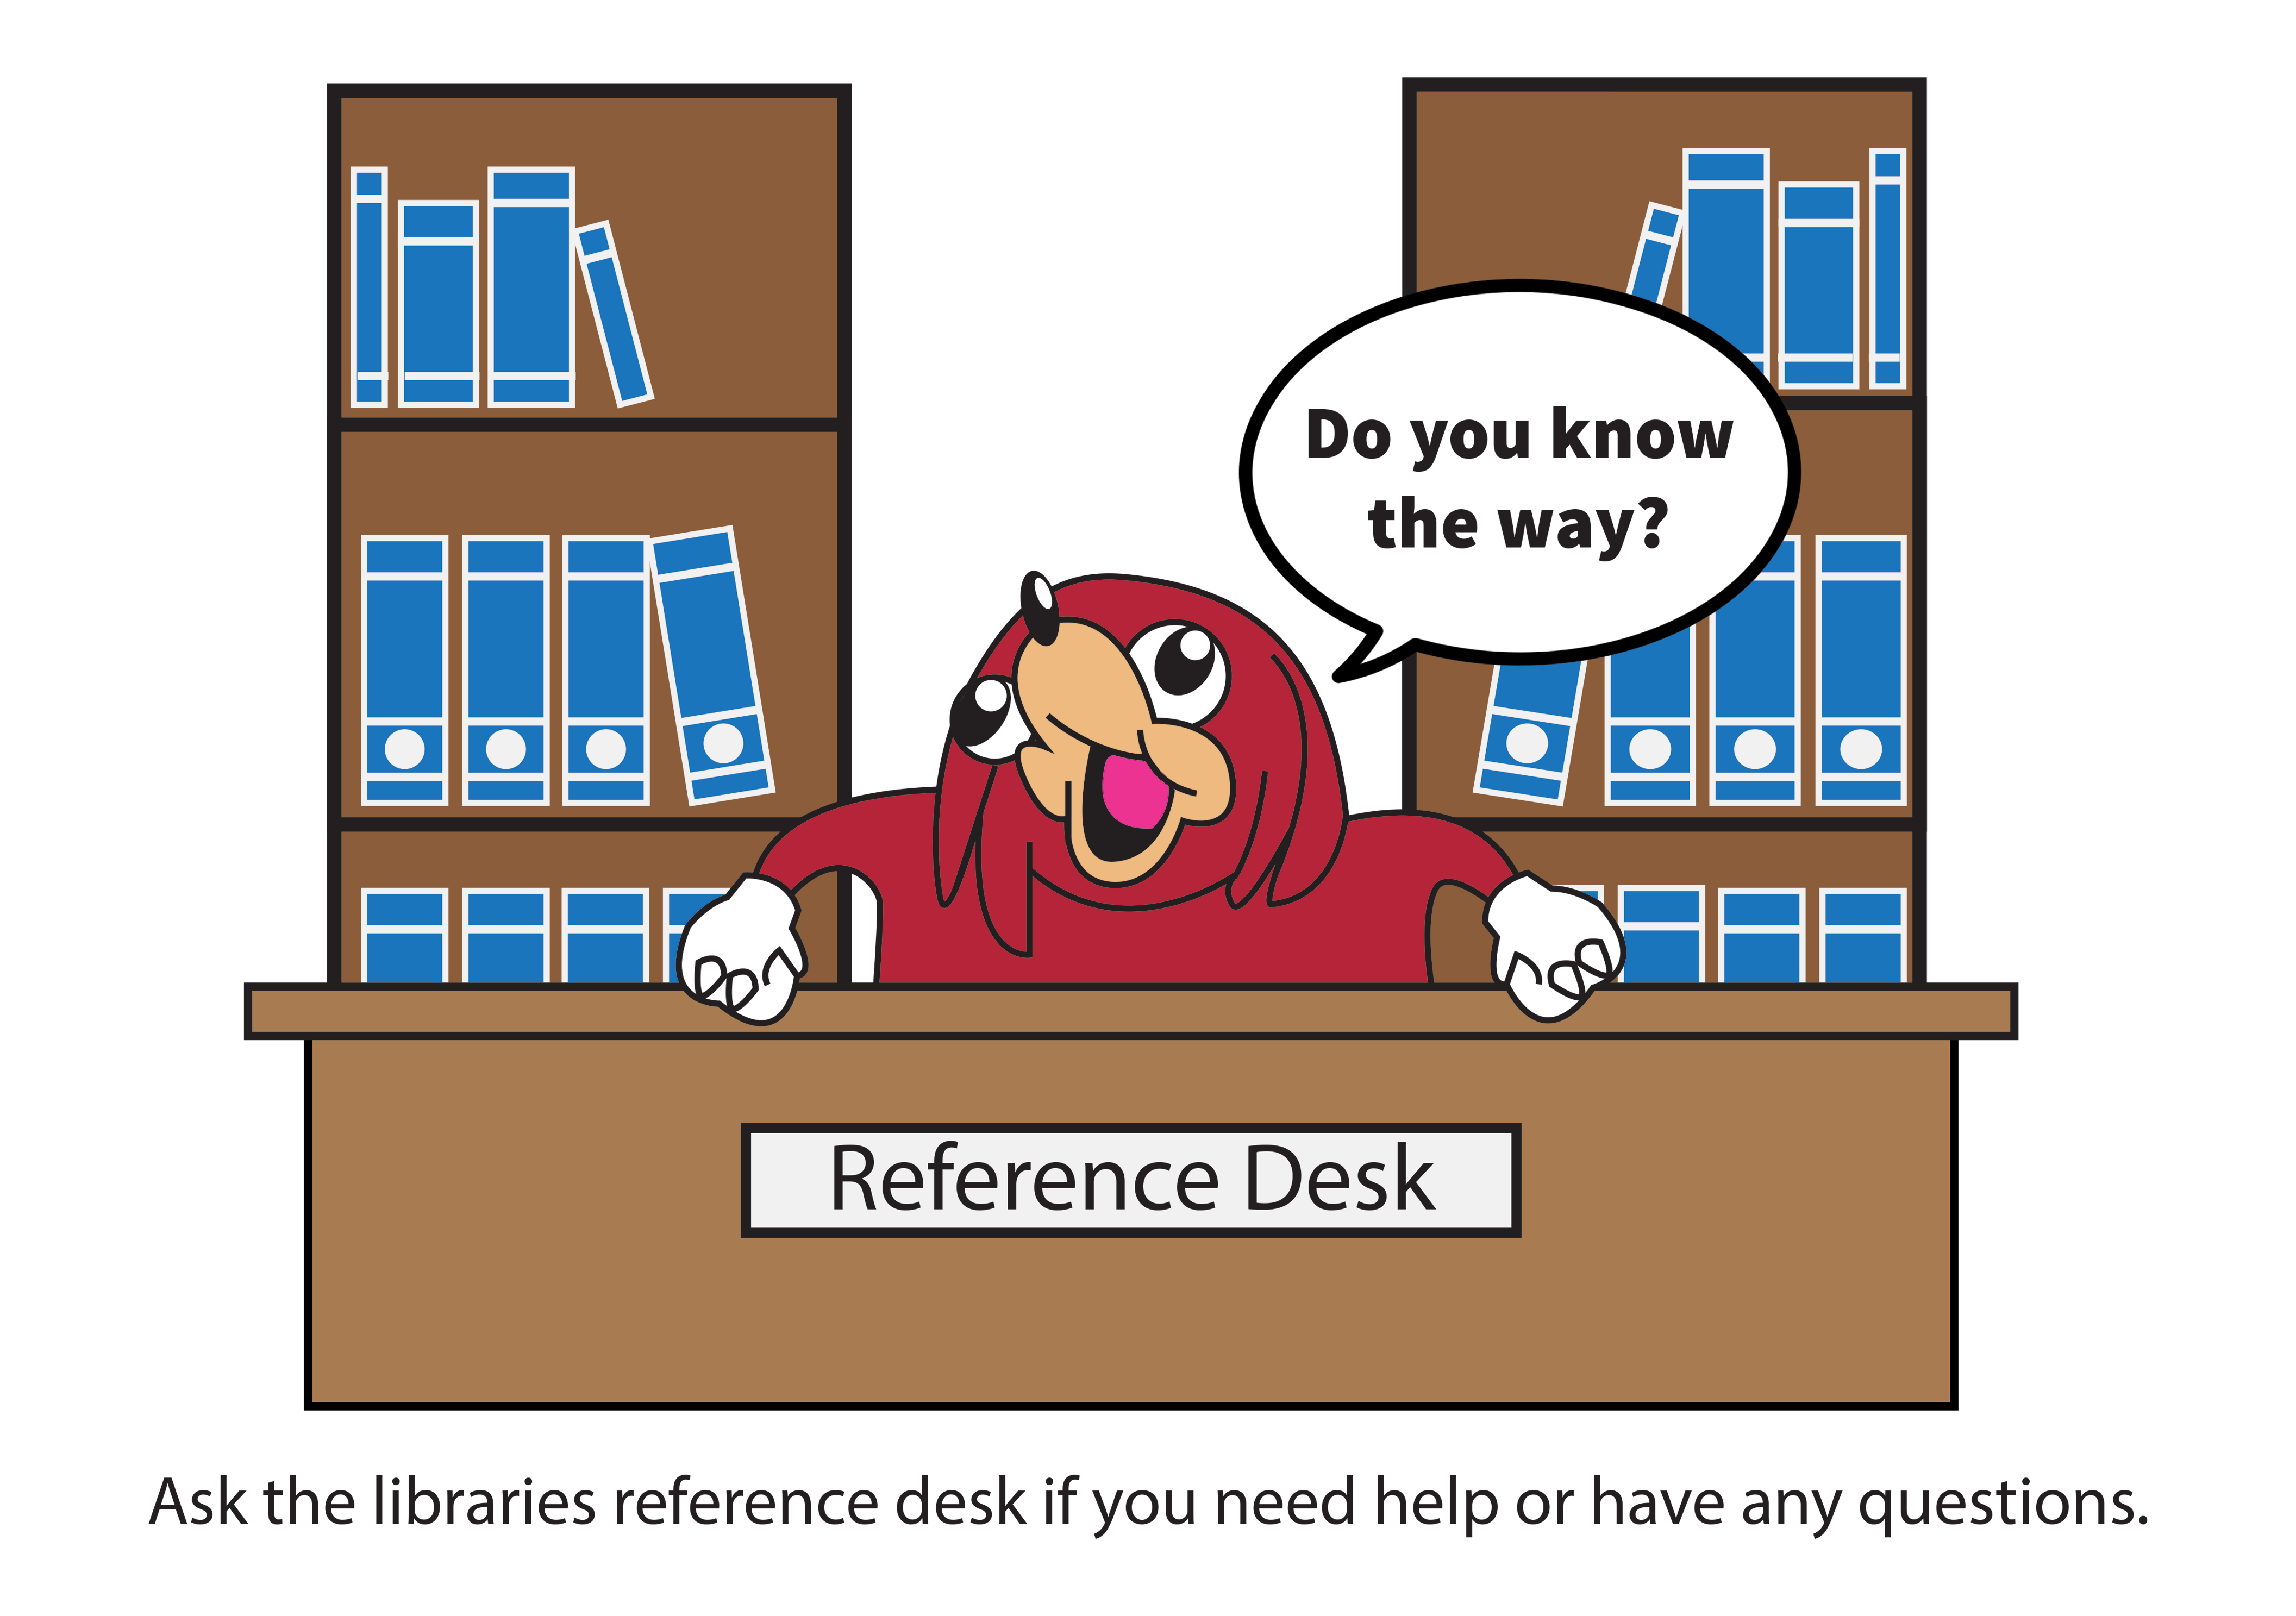 Do you know
the way?
Reference Desk
Ask the libraries reference desk if you need help or have any questions.